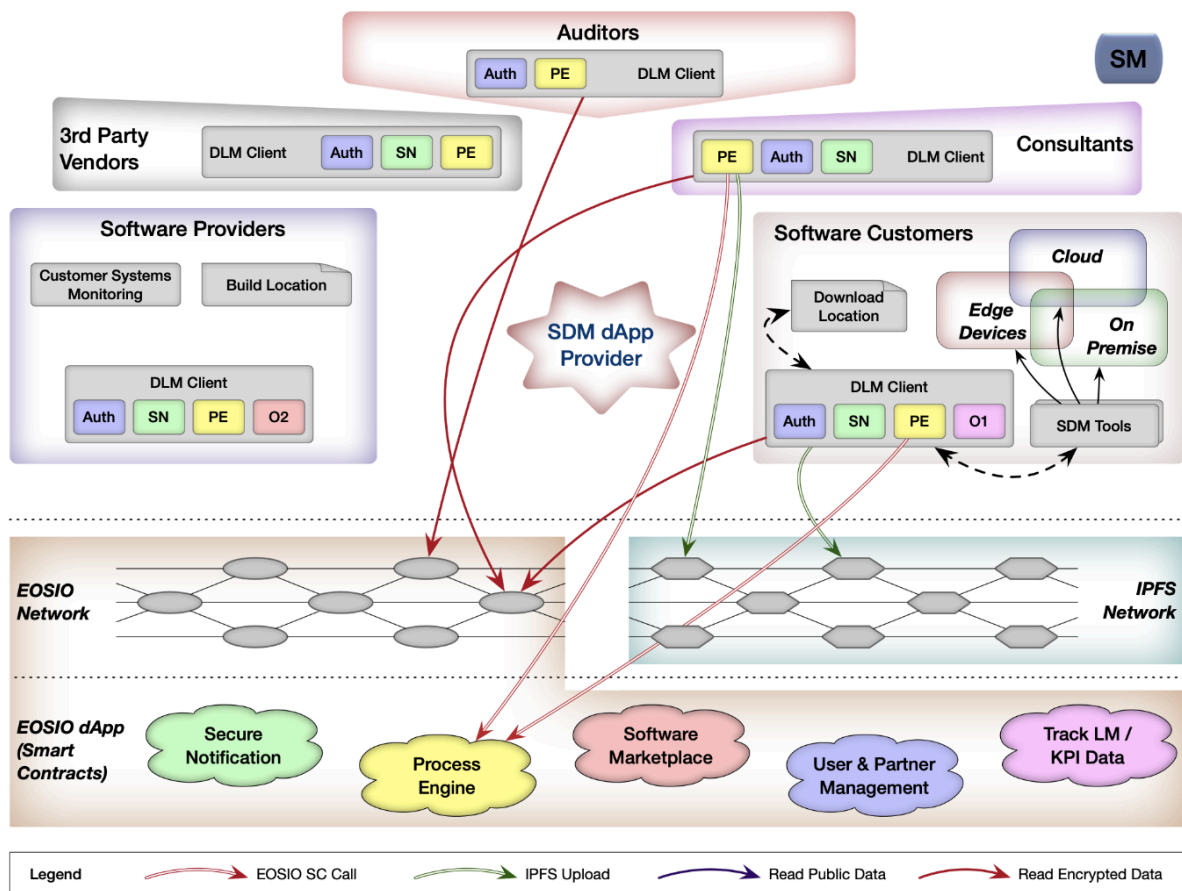 Auditors
Auth
PE
DLM Client
SM
3rd Party
Vendors
DLM Client
Auth
SN
PE
PE
Auth
SN
DLM Client
Consultants
Software Providers
Customer Systems
Monitoring
Build Location
DLM Client
Auth
SN
PE
O2
SDM dApp
Provider
Software Customers
Cloud
Edge
Devices
On
Premise
Download
Location
DLM Client
Auth
SN
PE
O1
SDM Tools
EOSIO
Network
IPFS
Network
EOSIO dApp
(Smart
Contracts)
Secure
Notification
Process
Engine
Software
Marketplace
User & Partner
Management
Track LM /
KPI Data
Legend
EOSIO SC Call
IPFS Upload
Read Public Data
Read Encrypted Data